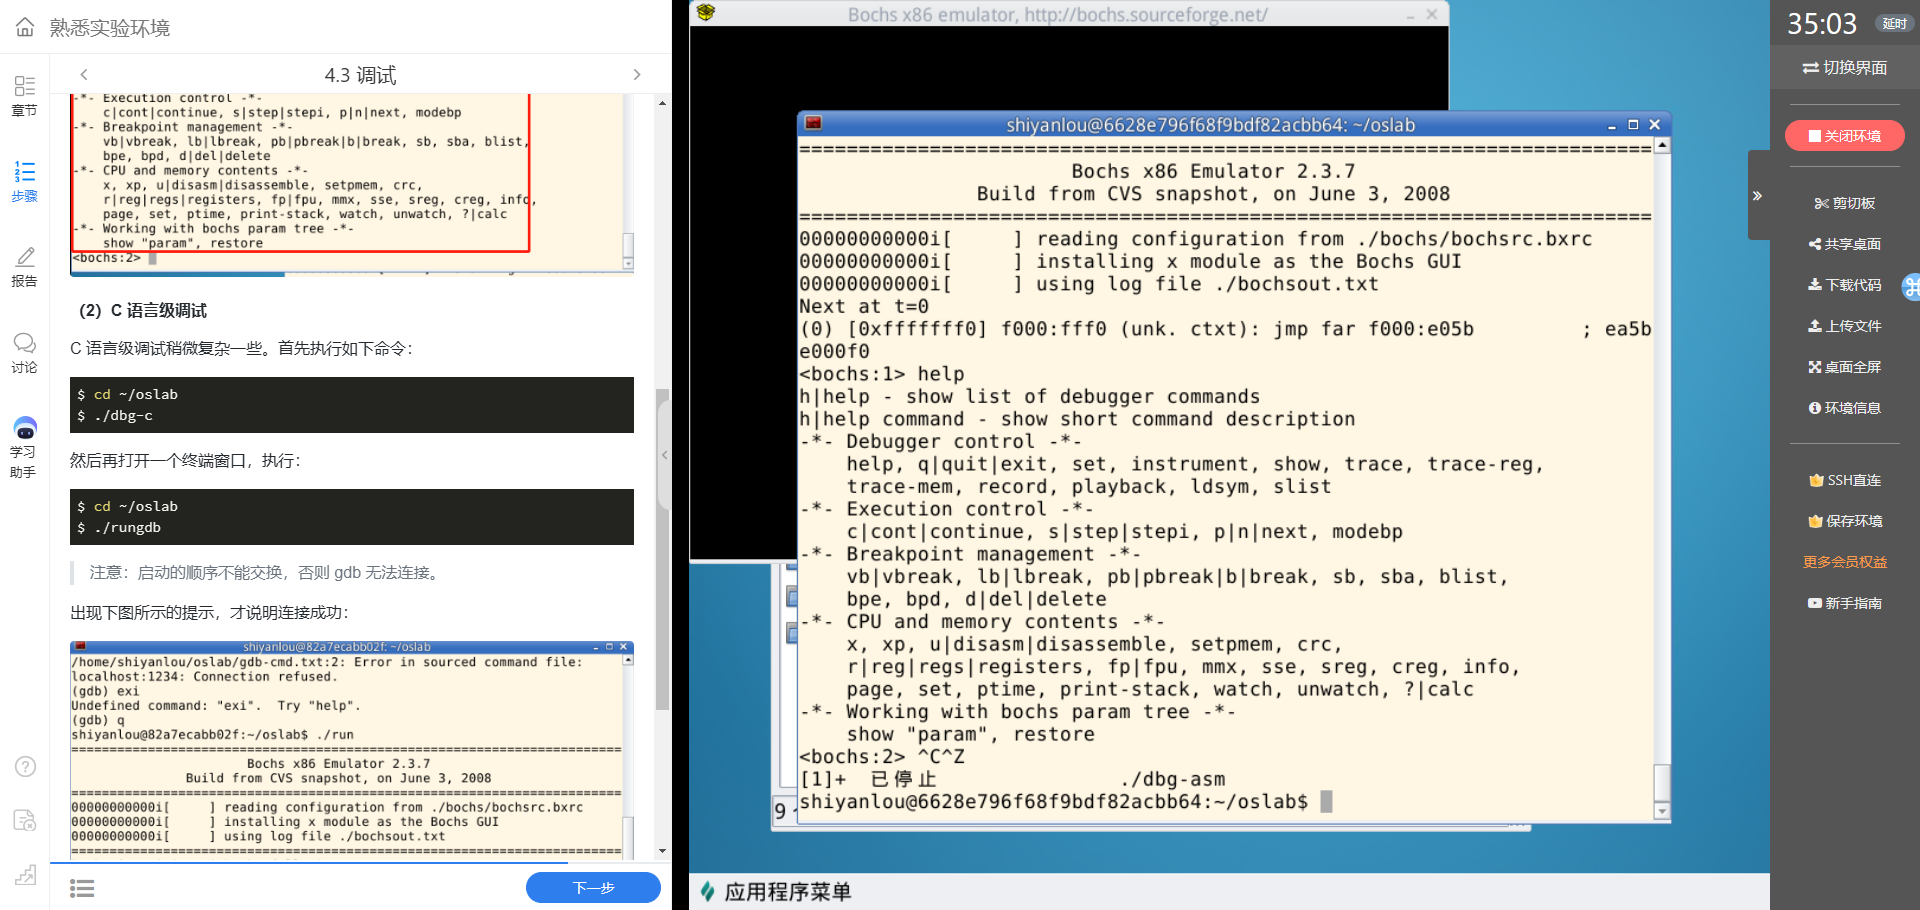 熟悉实验环境
章节
步骤
报告
讨论
学习
助手
4.3 调试
-*- Execution control -*-
c|cont|continue, s|step|stepi, p|n|next, modebp
-*- Breakpoint management -*-
vb|vbreak, lb|lbreak, pb|pbreak|b|break, sb, sba, blist,
bpe, bpd, d|del|delete
-*- CPU and memory contents -*-
x, xp, u|disasm|disassemble, setpmem, crc,
r|reg|regs|registers, fp|fpu, mmx, sse, sreg, creg, info,
page, set, ptime, print-stack, watch, unwatch, ?|calc
-*- Working with bochs param tree -*-
show "param", restore
<bochs:2>
（2）C 语言级调试
C 语言级调试稍微复杂一些。首先执行如下命令：
$ cd ~/oslab
$ ./dbg-c
然后再打开一个终端窗口，执行：
$ cd ~/oslab
$ ./rungdb
注意：启动的顺序不能交换，否则 gdb 无法连接。
出现下图所示的提示，才说明连接成功：
shiyanlou@82a7ecabb02f: ~/oslab
/home/shiyanlou/oslab/gdb-cmd.txt:2: Error in sourced command file:
localhost:1234: Connection refused.
(gdb) exi
Undefined command: "exi".  Try "help".
(gdb) q
shiyanlou@82a7ecabb02f:~/oslab$ ./run
========================================================================
Bochs x86 Emulator 2.3.7
Build from CVS snapshot, on June 3, 2008
========================================================================
00000000000i[     ] reading configuration from ./bochs/bochsrc.bxrc
00000000000i[     ] installing x module as the Bochs GUI
00000000000i[     ] using log file ./bochsout.txt
========================================================================
下一步
Bochs x86 emulator, http://bochs.sourceforge.net/
shiyanlou@6628e796f68f9bdf82acbb64: ~/oslab
========================================================================
Bochs x86 Emulator 2.3.7
Build from CVS snapshot, on June 3, 2008
========================================================================
00000000000i[     ] reading configuration from ./bochs/bochsrc.bxrc
00000000000i[     ] installing x module as the Bochs GUI
00000000000i[     ] using log file ./bochsout.txt
Next at t=0
(0) [0xfffffff0] f000:fff0 (unk. ctxt): jmp far f000:e05b         ; ea5b
e000f0
<bochs:1> help
h|help - show list of debugger commands
h|help command - show short command description
-*- Debugger control -*-
help, q|quit|exit, set, instrument, show, trace, trace-reg,
trace-mem, record, playback, ldsym, slist
-*- Execution control -*-
c|cont|continue, s|step|stepi, p|n|next, modebp
-*- Breakpoint management -*-
vb|vbreak, lb|lbreak, pb|pbreak|b|break, sb, sba, blist,
bpe, bpd, d|del|delete
-*- CPU and memory contents -*-
x, xp, u|disasm|disassemble, setpmem, crc,
r|reg|regs|registers, fp|fpu, mmx, sse, sreg, creg, info,
page, set, ptime, print-stack, watch, unwatch, ?|calc
-*- Working with bochs param tree -*-
show "param", restore
<bochs:2> ^C^Z
[1]+  已停止               ./dbg-asm
shiyanlou@6628e796f68f9bdf82acbb64:~/oslab$
9
应用程序菜单
35:03 延时
切换界面
关闭环境
剪切板
共享桌面
下载代码
上传文件
桌面全屏
环境信息
SSH直连
保存环境
更多会员权益
新手指南